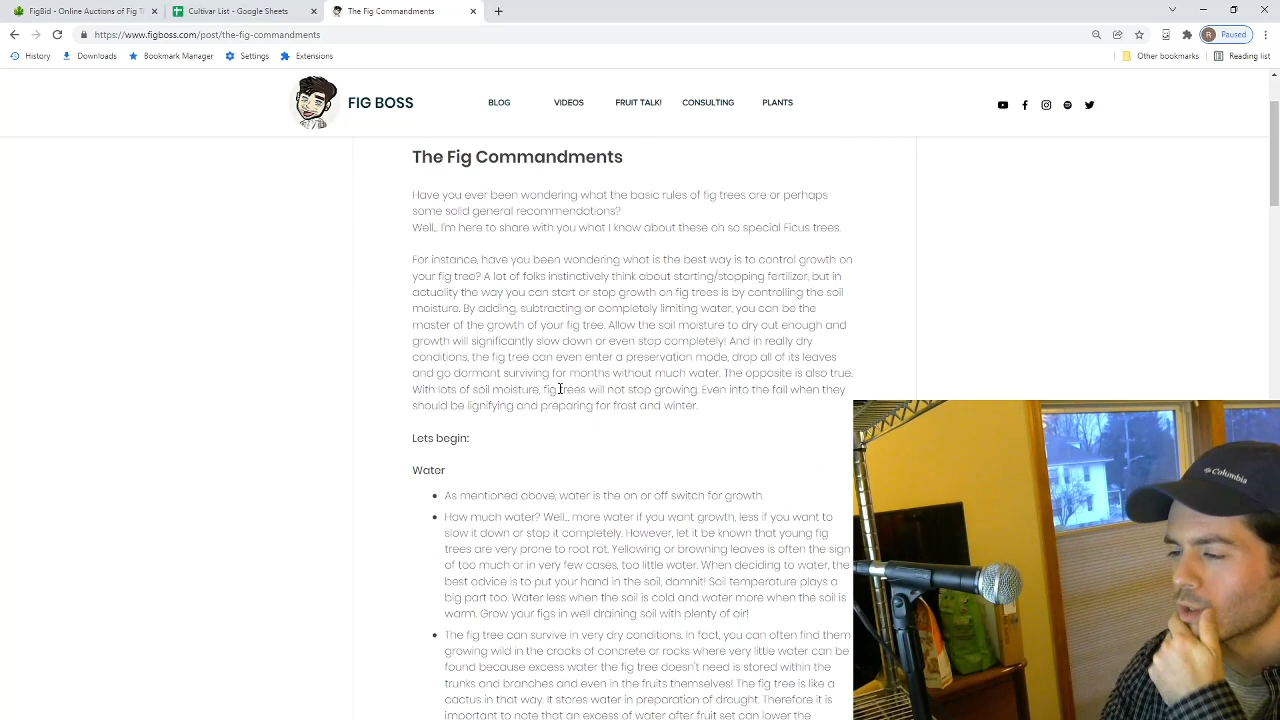 FigBid - Online Auctions of Fig T
Cultivar List - Google Sheets
The Fig Commandments
https://www.figboss.com/post/the-fig-commandments
R Paused
History
Downloads
Bookmark Manager
Settings
Extensions
Other bookmarks
Reading list
FIG BOSS
BLOG
VIDEOS
FRUIT TALK!
CONSULTING
PLANTS
The Fig Commandments
Have you ever been wondering what the basic rules of fig trees are or perhaps
some solid general recommendations?
Well... I'm here to share with you what I know about these oh so special Ficus trees.
For instance, have you been wondering what is the best way is to control growth on
your fig tree? A lot of folks instinctively think about starting/stopping fertilizer, but in
actuality the way you can start or stop growth on fig trees is by controlling the soil
moisture. By adding, subtracting or completely limiting water, you can be the
master of the growth of your fig tree. Allow the soil moisture to dry out enough and
growth will significantly slow down or even stop completely! And in really dry
conditions, the fig tree can even enter a preservation mode, drop all of its leaves
and go dormant surviving for months without much water. The opposite is also true.
With lots of soil moisture, fig trees will not stop growing. Even into the fall when they
should be lignifying and preparing for frost and winter.
Lets begin:
Water
As mentioned above, water is the on or off switch for growth.
How much water? Well... more water if you want growth, less if you want to
slow it down or stop it completely. However, let it be known that young fig
trees are very prone to root rot. Yellowing or browning leaves is often the sign
of too much or in very few cases, too little water. When deciding to water, the
best advice is to put your hand in the soil, damnit! Soil temperature plays a
big part too. Water less when the soil is cold and water more when the soil is
warm. Grow your figs in well draining soil with plenty of air!
The fig tree can survive in very dry conditions. In fact, you can often find them
growing wild in the cracks of concrete or rocks where very little water can be
found because excess water the fig tree doesn't need is stored within the
trunks and branches and even in the fruits themselves! The fig tree is like a
cactus in that way. It stores water in preparation of drought. Therefore it is
important to note that an excess of water after fruit set can lower the
Columbia